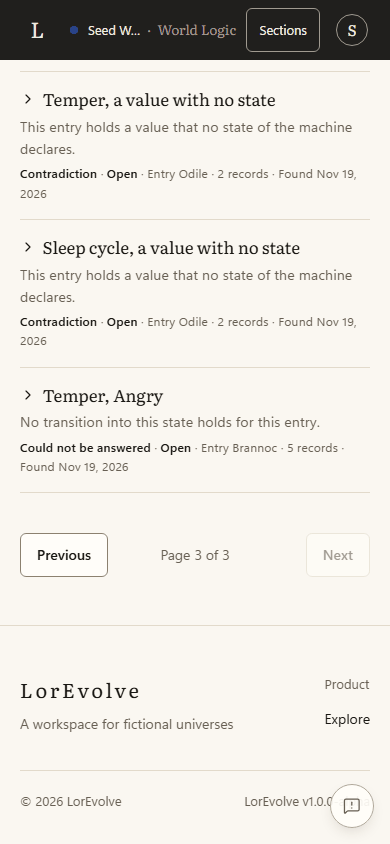 L
Seed W... · World Logic
Sections
S
Temper, a value with no state
This entry holds a value that no state of the machine
declares.
Contradiction · Open · Entry Odile · 2 records · Found Nov 19,
2026
Sleep cycle, a value with no state
This entry holds a value that no state of the machine
declares.
Contradiction · Open · Entry Odile · 2 records · Found Nov 19,
2026
Temper, Angry
No transition into this state holds for this entry.
Could not be answered · Open · Entry Brannoc · 5 records ·
Found Nov 19, 2026
Previous
Page 3 of 3
Next
LorEvolve
A workspace for fictional universes
Product
Explore
© 2026 LorEvolve
LorEvolve v1.0.0